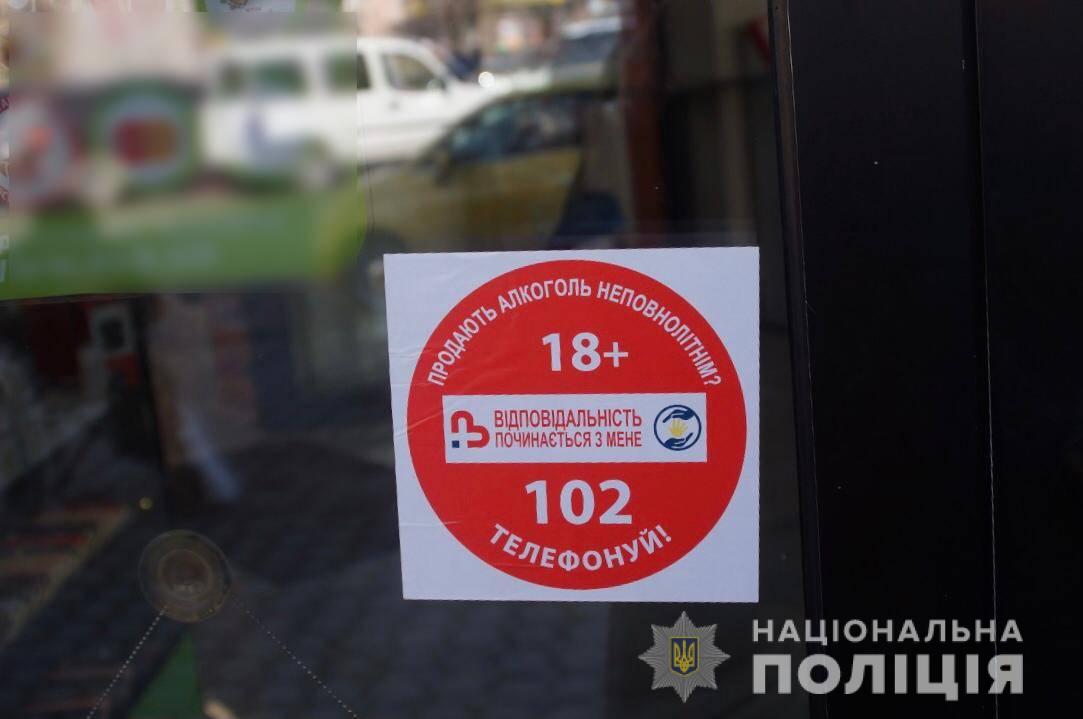 ПРОДАЮТЬ АЛКОГОЛЬ НЕПОВНОЛІТНІМ?
18+
ВІДПОВІДАЛЬНІСТЬ
ПОЧИНАЄТЬСЯ З МЕНЕ
102
ТЕЛЕФОНУЙ!
НАЦІОНАЛЬНА
ПОЛІЦІЯ